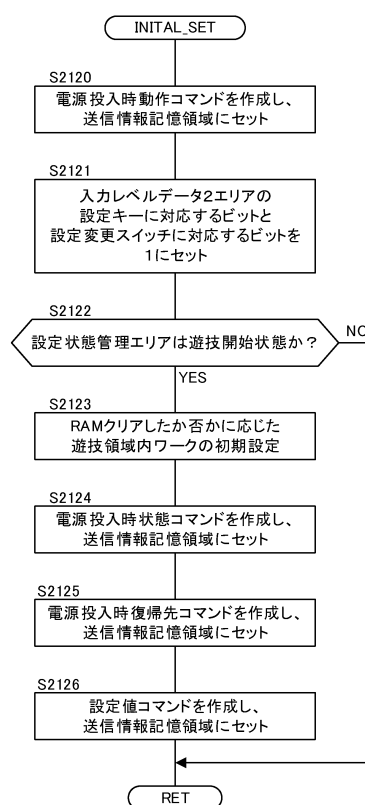 INITAL_SET
S2120
電源投入時動作コマンドを作成し、
送信情報記憶領域にセット
S2121
入力レベルデータ2エリアの
設定キーに対応するビットと
設定変更スイッチに対応するビットを
1にセット
S2122
設定状態管理エリアは遊技開始状態か?
NO
YES
S2123
RAMクリアしたか否かに応じた
遊技領域内ワークの初期設定
S2124
電源投入時状態コマンドを作成し、
送信情報記憶領域にセット
S2125
電源投入時復帰先コマンドを作成し、
送信情報記憶領域にセット
S2126
設定値コマンドを作成し、
送信情報記憶領域にセット
RET